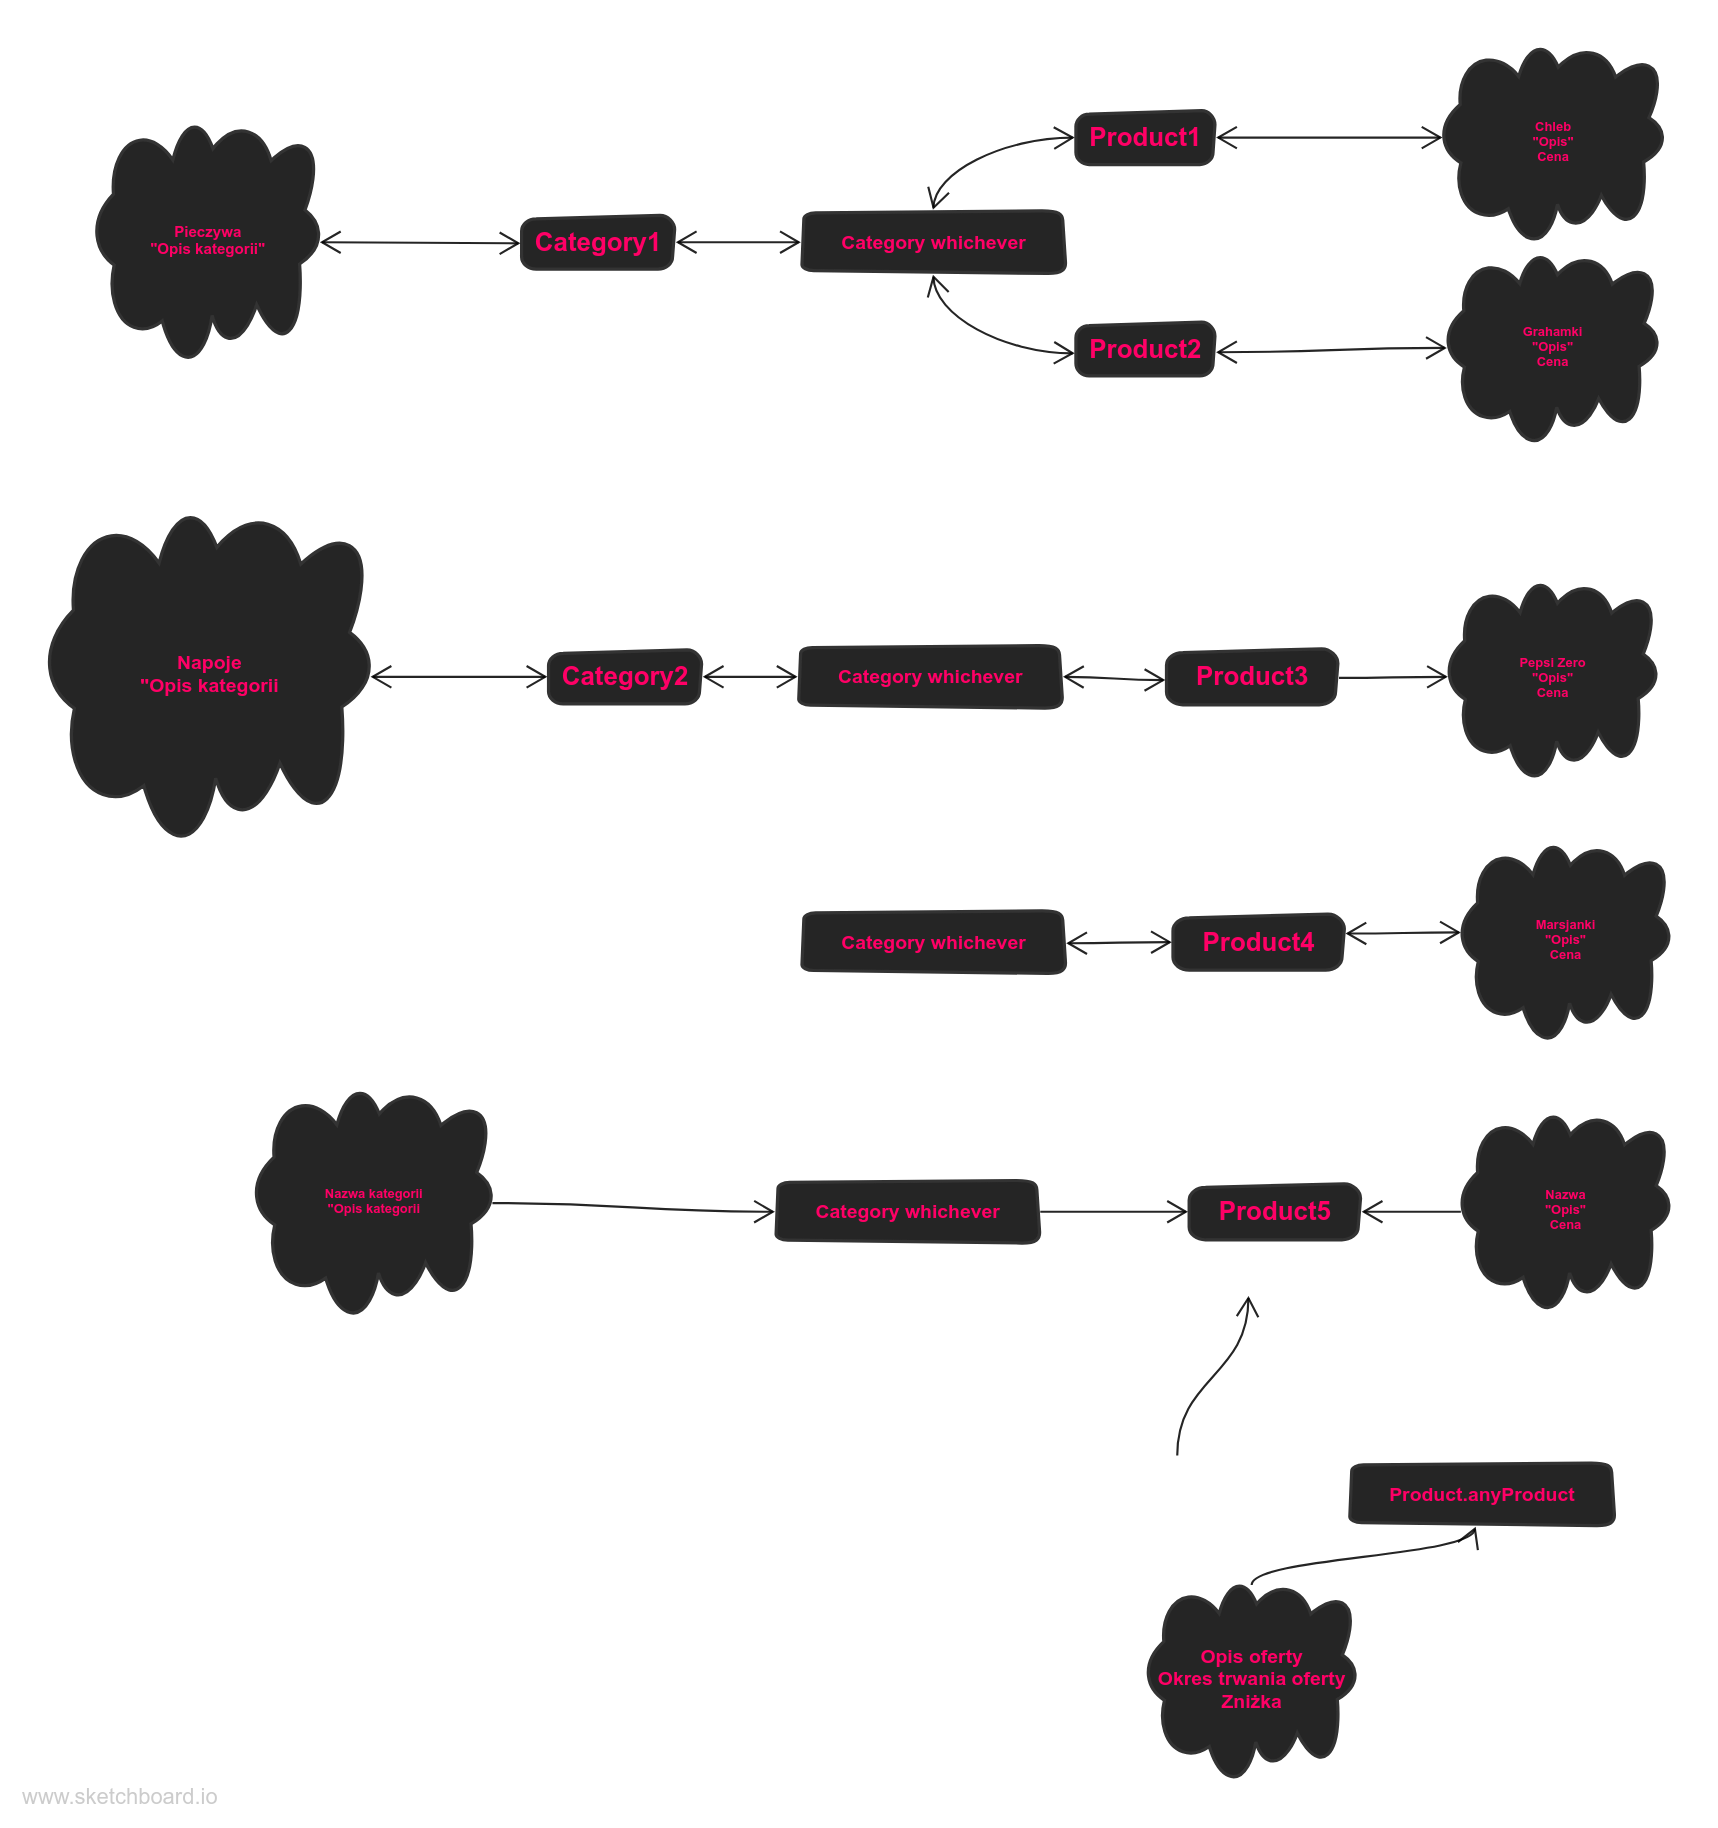 Pieczywa
"Opis kategorii"
Category1
Category whichever
Product1
Chleb
"Opis"
Cena
Product2
Grahamki
"Opis"
Cena
Napoje
"Opis kategorii
Category2
Category whichever
Product3
Pepsi Zero
"Opis"
Cena
Category whichever
Product4
Marsjanki
"Opis"
Cena
Nazwa kategorii
"Opis kategorii
Category whichever
Product5
Nazwa
"Opis"
Cena
Product.anyProduct
Opis oferty
Okres trwania oferty
Zniżka
www.sketchboard.io